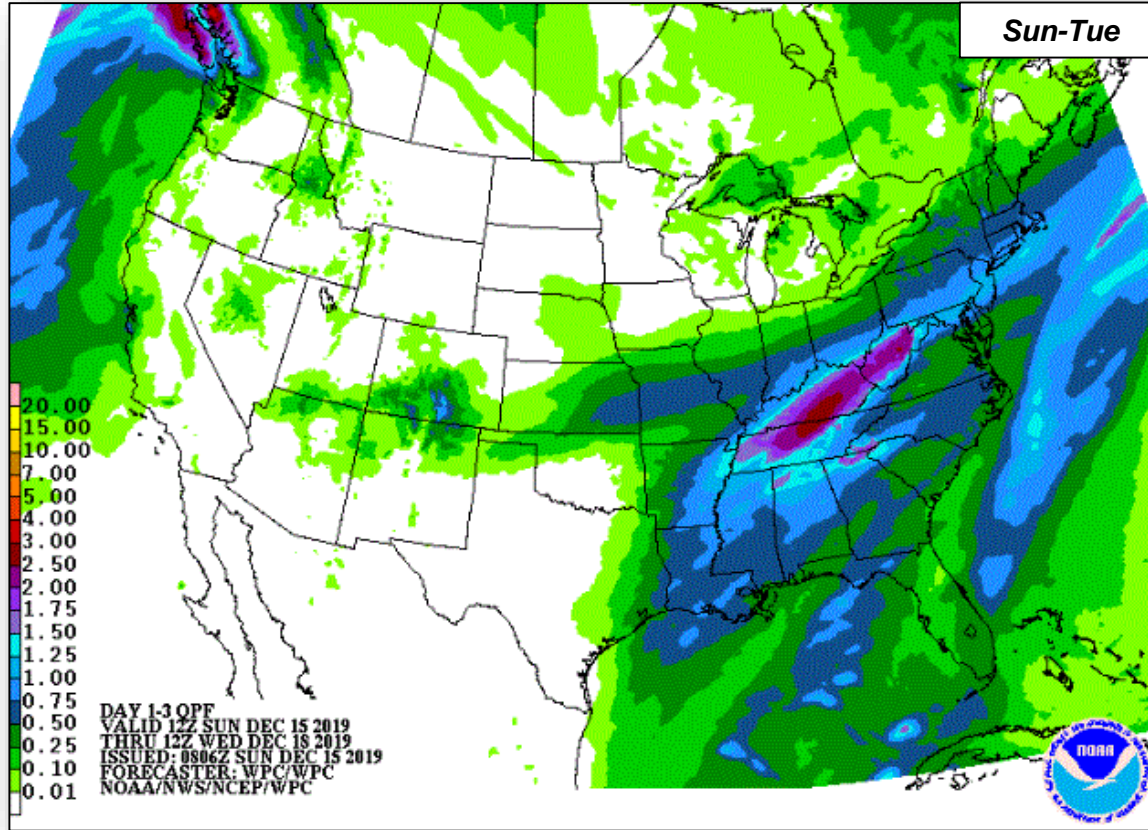 Sun-Tue
20.00
15.00
10.00
7.00
5.00
4.00
3.00
2.50
2.00
1.75
1.50
1.25
1.00
0.75
0.50
0.25
0.10
0.01
DAY 1-3 QPF
VALID 12Z SUN DEC 15 2019
THRU 12Z WED DEC 18 2019
ISSUED: 0806Z SUN DEC 15 2019
FORECASTER: WPC/WPC
NOAA/NWS/NCEP/WPC
NOAA